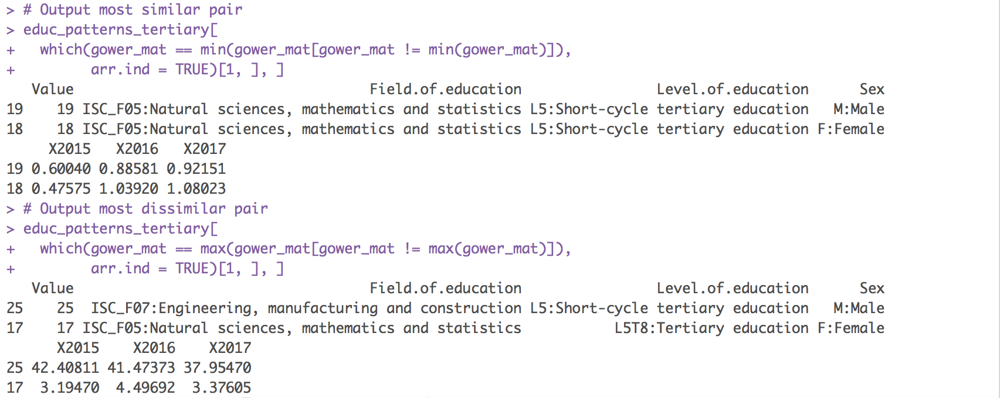 > # Output most similar pair
> educ_patterns_tertiary[
+   which(gower_mat == min(gower_mat[gower_mat != min(gower_mat)]),
+         arr.ind = TRUE)[1, ], ]
   Value                                   Field.of.education                Level.of.education      Sex
19    19 ISC_F05:Natural sciences, mathematics and statistics L5:Short-cycle tertiary education   M:Male
18    18 ISC_F05:Natural sciences, mathematics and statistics L5:Short-cycle tertiary education F:Female
     X2015   X2016   X2017
19 0.60040 0.88581 0.92151
18 0.47575 1.03920 1.08023
> # Output most dissimilar pair
> educ_patterns_tertiary[
+   which(gower_mat == max(gower_mat[gower_mat != max(gower_mat)]),
+         arr.ind = TRUE)[1, ], ]
   Value                                   Field.of.education                Level.of.education      Sex
25    25  ISC_F07:Engineering, manufacturing and construction L5:Short-cycle tertiary education   M:Male
17    17 ISC_F05:Natural sciences, mathematics and statistics           L5T8:Tertiary education F:Female
      X2015    X2016    X2017
25 42.40811 41.47373 37.95470
17  3.19470  4.49692  3.37605